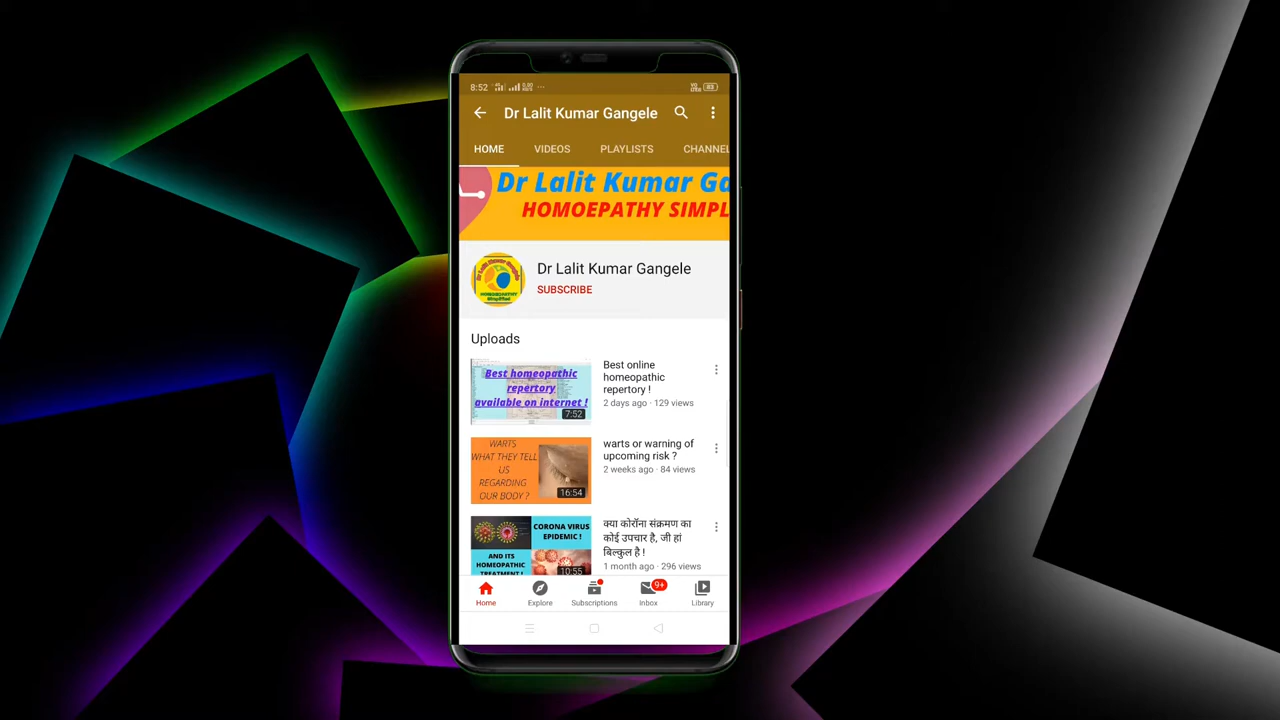 8:52
Dr Lalit Kumar Gangele
HOME VIDEOS PLAYLISTS CHANNEL
Dr Lalit Kumar Ga
HOMOEPATHY SIMPL
Dr Lalit Kumar Gangele
SUBSCRIBE
Uploads
Best homeopathic
repertory
available on internet !
7:52
Best online
homeopathic
repertory !
2 days ago · 129 views
WARTS
WHAT THEY TELL
US
REGARDING
OUR BODY ?
16:54
warts or warning of
upcoming risk ?
2 weeks ago · 84 views
CORONA VIRUS
EPIDEMIC !
AND ITS
HOMEOPATHIC
TREATMENT !
10:55
क्या कोरॉना संक्रमण का
कोई उपचार है, जी हां
बिल्कुल है !
1 month ago · 296 views
9+
Home Explore Subscriptions Inbox Library